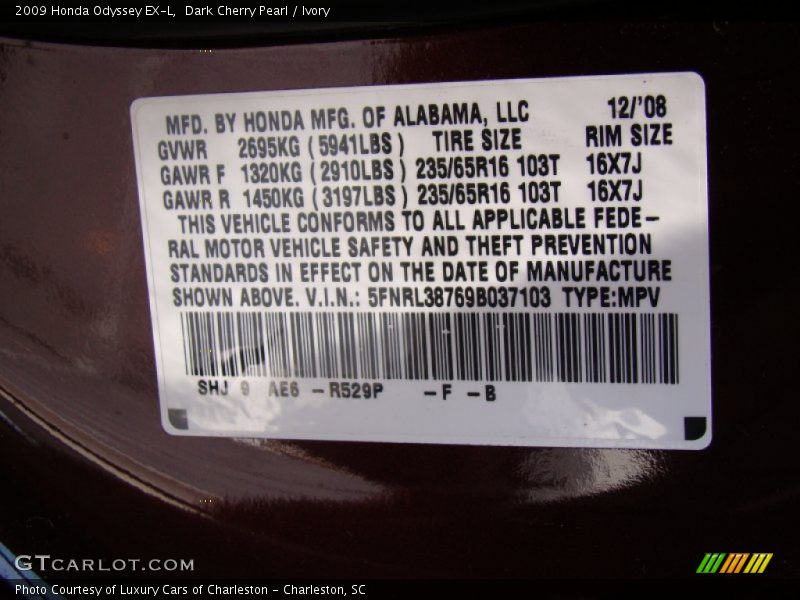 2009 Honda Odyssey EX-L,  Dark Cherry Pearl / Ivory
MFD. BY HONDA MFG. OF ALABAMA, LLC 12/'08
GVWR 2695KG (5941LBS) TIRE SIZE RIM SIZE
GAWR F 1320KG (2910LBS) 235/65R16 103T 16X7J
GAWR R 1450KG (3197LBS) 235/65R16 103T 16X7J
THIS VEHICLE CONFORMS TO ALL APPLICABLE FEDE-
RAL MOTOR VEHICLE SAFETY AND THEFT PREVENTION
STANDARDS IN EFFECT ON THE DATE OF MANUFACTURE
SHOWN ABOVE. V.I.N.: 5FNRL38769B037103 TYPE:MPV
SHJ 9 AE6 -R529P -F -B
GTCARLOT.COM
Photo Courtesy of Luxury Cars of Charleston - Charleston, SC